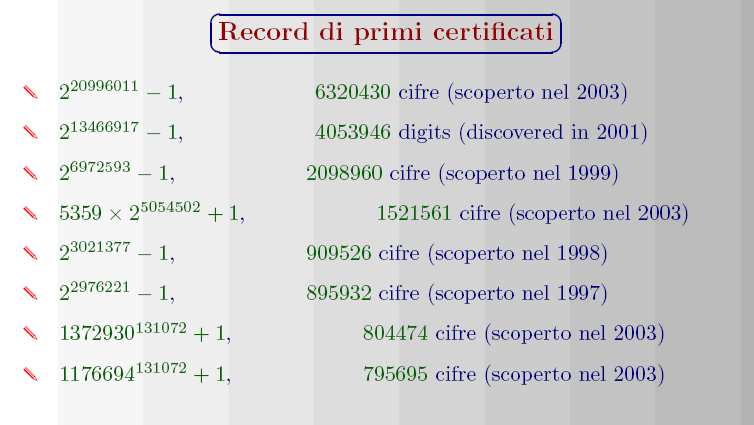 Record di primi certificati
2^20996011 − 1, 6320430 cifre (scoperto nel 2003)
2^13466917 − 1, 4053946 digits (discovered in 2001)
2^6972593 − 1, 2098960 cifre (scoperto nel 1999)
5359 × 2^5054502 + 1, 1521561 cifre (scoperto nel 2003)
2^3021377 − 1, 909526 cifre (scoperto nel 1998)
2^2976221 − 1, 895932 cifre (scoperto nel 1997)
1372930^131072 + 1, 804474 cifre (scoperto nel 2003)
1176694^131072 + 1, 795695 cifre (scoperto nel 2003)